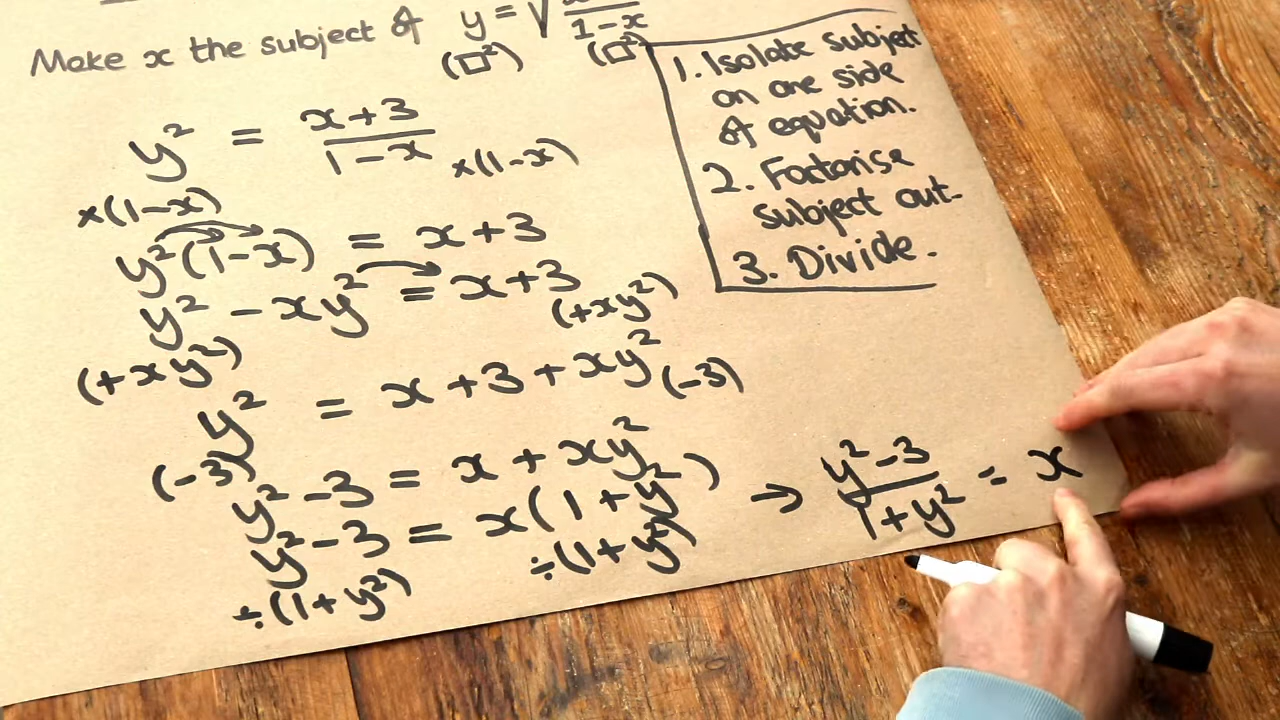 Make x the subject of y = √ 1-x
(□²) (□²)
y² = x+3 / 1-x
×(1-x) ×(1-x)
y²(1-x) = x+3
y² - xy² = x+3
(+xy²) (+xy²)
y² = x+3+xy²
(-3) (-3)
y² -3 = x + xy²
y² -3 = x(1+y²)
÷(1+y²) ÷(1+y²)
→ y²-3 / 1+y² = x
1. Isolate subject
on one side
of equation.
2. Factorise
subject out.
3. Divide.